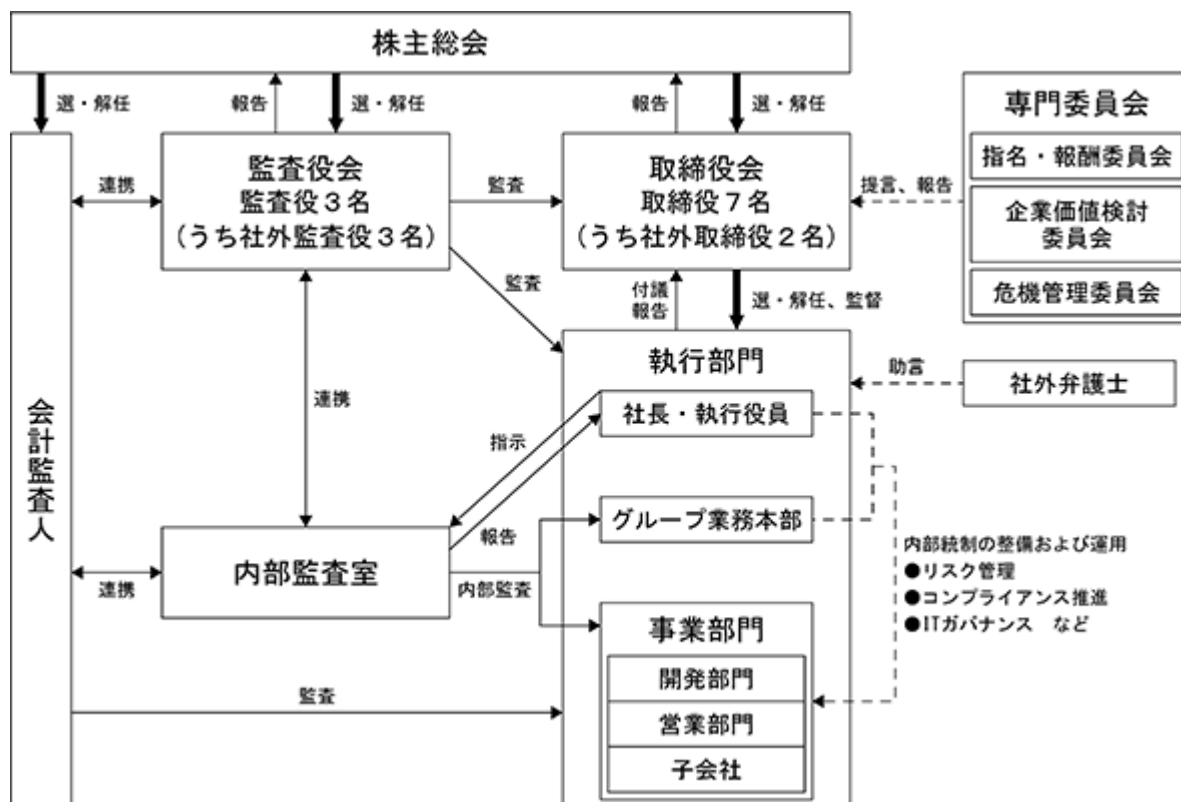 株主総会
選・解任
報告
選・解任
報告
選・解任
専門委員会
指名・報酬委員会
企業価値検討
委員会
危機管理委員会
監査役会
監査役3名
(うち社外監査役3名)
取締役会
取締役7名
(うち社外取締役2名)
連携
監査
提言、報告
監査
付議
報告
選・解任、監督
執行部門
助言
社外弁護士
社長・執行役員
連携
指示
会計監査人
グループ業務本部
報告
内部監査室
連携
内部監査
内部統制の整備および運用
●リスク管理
●コンプライアンス推進
●ITガバナンス など
事業部門
開発部門
営業部門
子会社
監査